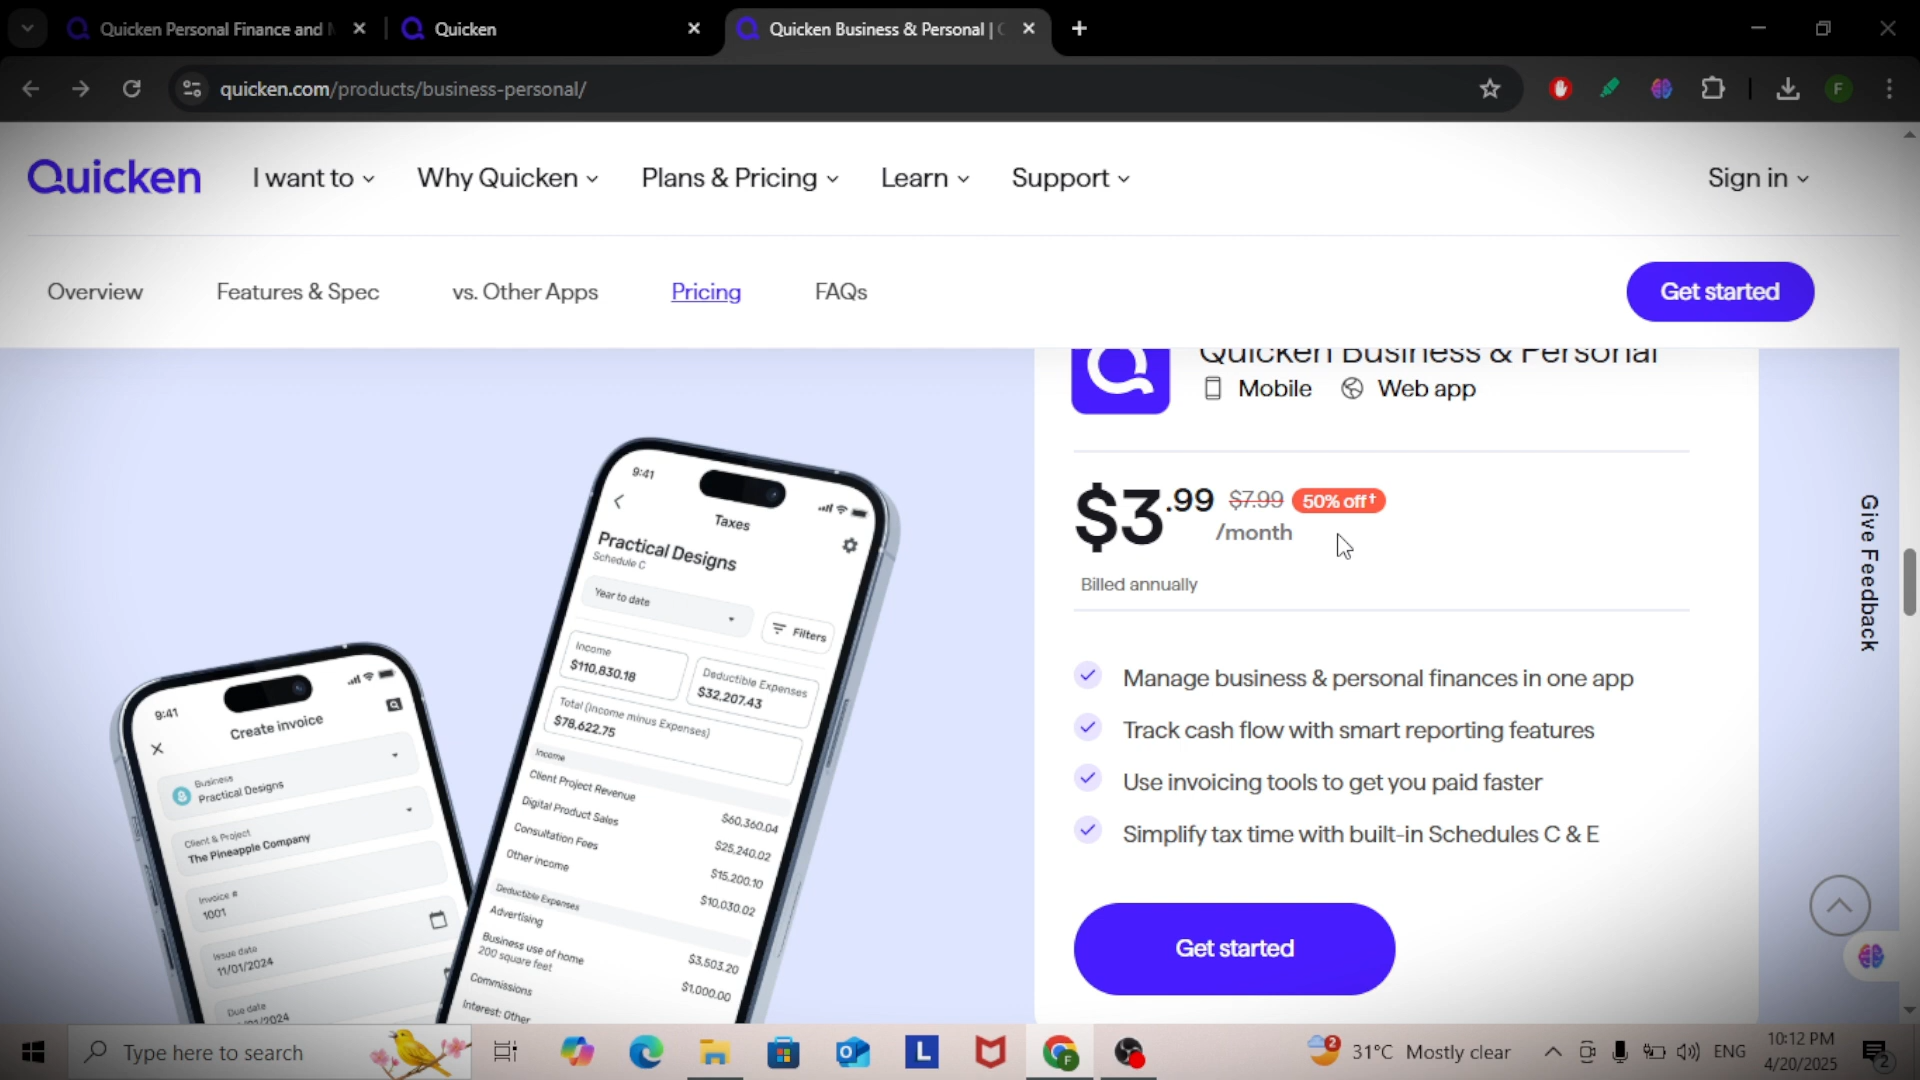 Quicken Personal Finance and
Quicken
Quicken Business & Personal |
quicken.com/products/business-personal/
F
Quicken
I want to
Why Quicken
Plans & Pricing
Learn
Support
Sign in
Overview
Features & Spec
vs. Other Apps
Pricing
FAQs
Get started
Quicken Business & Personal
Mobile
Web app
$3.99 $7.99 50% off†
/month
Billed annually
Manage business & personal finances in one app
Track cash flow with smart reporting features
Use invoicing tools to get you paid faster
Simplify tax time with built-in Schedules C & E
Get started
Give Feedback
9:41
Taxes
Practical Designs
Schedule C
Year to date
Filters
Income
$110,830.18
Deductible Expenses
$32,207.43
Total (Income minus Expenses)
$78,622.75
Income
Client Project Revenue
$60,360.04
Digital Product Sales
$25,240.02
Consultation Fees
$15,200.10
Other income
$10,030.02
Deductible Expenses
Advertising
$3,503.20
Business use of home
200 square feet
$1,000.00
Commissions
Interest: Other
9:41
Create invoice
Business
Practical Designs
Client & Project
The Pineapple Company
Invoice #
1001
Issue date
11/01/2024
Due date
Type here to search
L
2
31°C Mostly clear
ENG
10:12 PM
4/20/2025
2